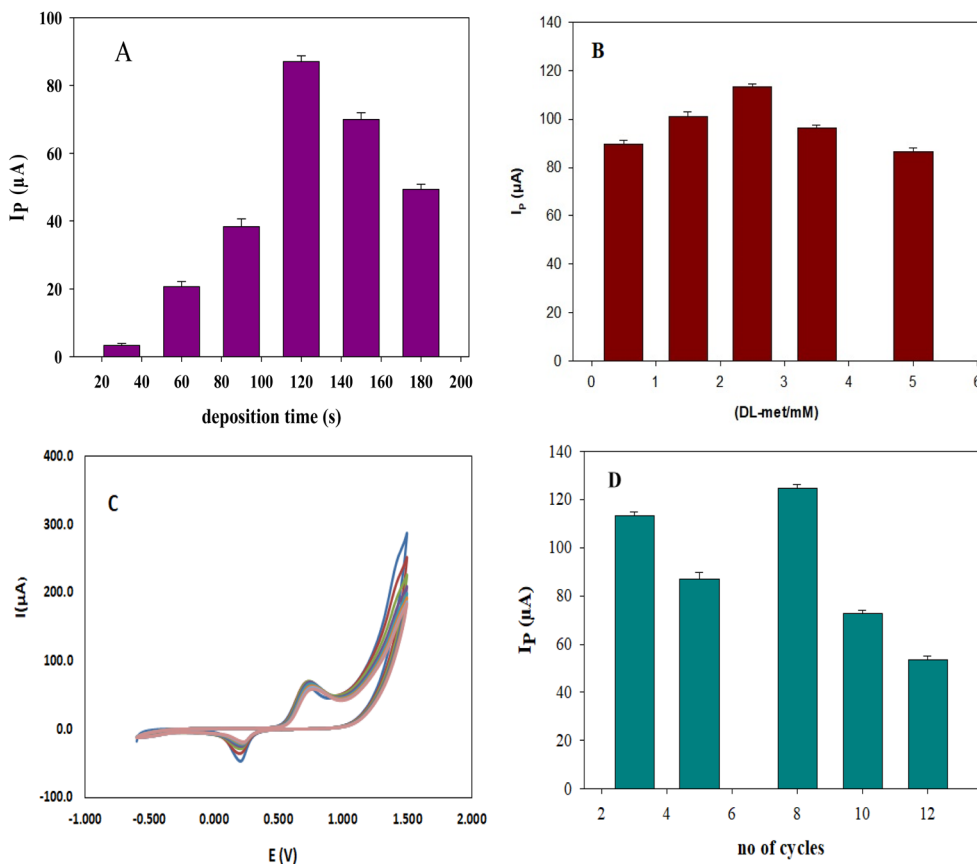 A
100
80
60
40
20
0
I_P (µA)
20 40 60 80 100 120 140 160 180 200
deposition time (s)
B
140
120
100
80
60
40
20
0
I_P (µA)
0 1 2 3 4 5 6
(DL-met/mM)
C
400.0
300.0
200.0
100.0
0.0
-100.0
I(µA)
-1.000 -0.500 0.000 0.500 1.000 1.500 2.000
E (V)
D
140
120
100
80
60
40
20
0
I_P (µA)
2 4 6 8 10 12
no of cycles